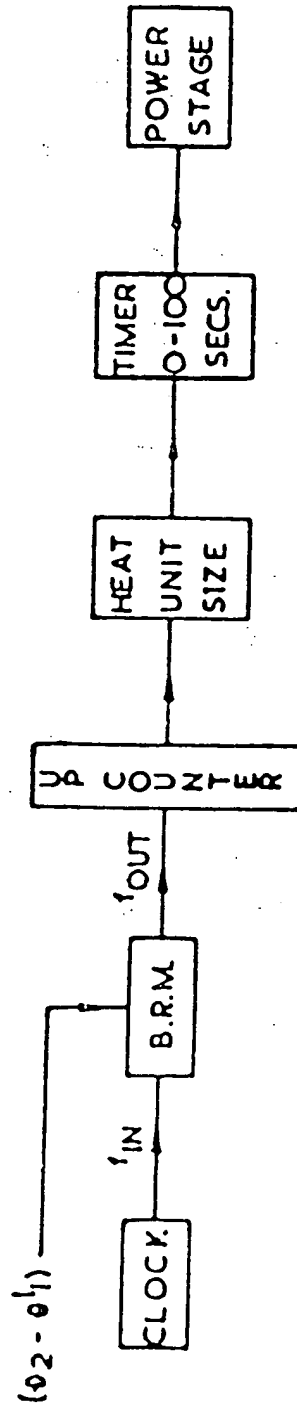 (θ2 - θ'1)
CLOCK.
fIN
B.R.M.
fOUT
UP COUNTER
HEAT
UNIT
SIZE
TIMER
0-100
SECS.
POWER
STAGE